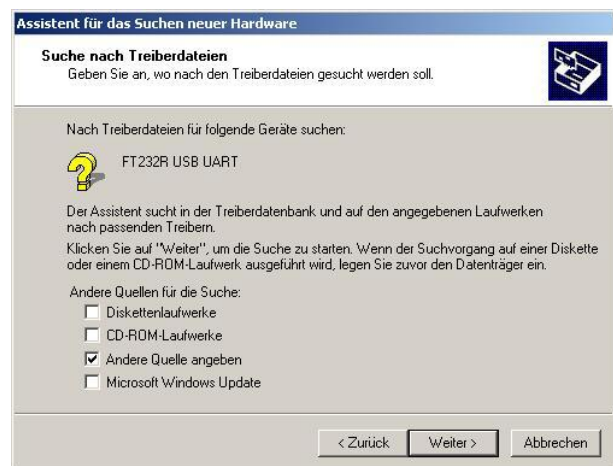 Assistent für das Suchen neuer Hardware
Suche nach Treiberdateien
Geben Sie an, wo nach den Treiberdateien gesucht werden soll.
Nach Treiberdateien für folgende Geräte suchen:
FT232R USB UART
Der Assistent sucht in der Treiberdatenbank und auf den angegebenen Laufwerken
nach passenden Treibern.
Klicken Sie auf "Weiter", um die Suche zu starten. Wenn der Suchvorgang auf einer Diskette
oder einem CD-ROM-Laufwerk ausgeführt wird, legen Sie zuvor den Datenträger ein.
Andere Quellen für die Suche:
Diskettenlaufwerke
CD-ROM-Laufwerke
Andere Quelle angeben
Microsoft Windows Update
< Zurück Weiter > Abbrechen